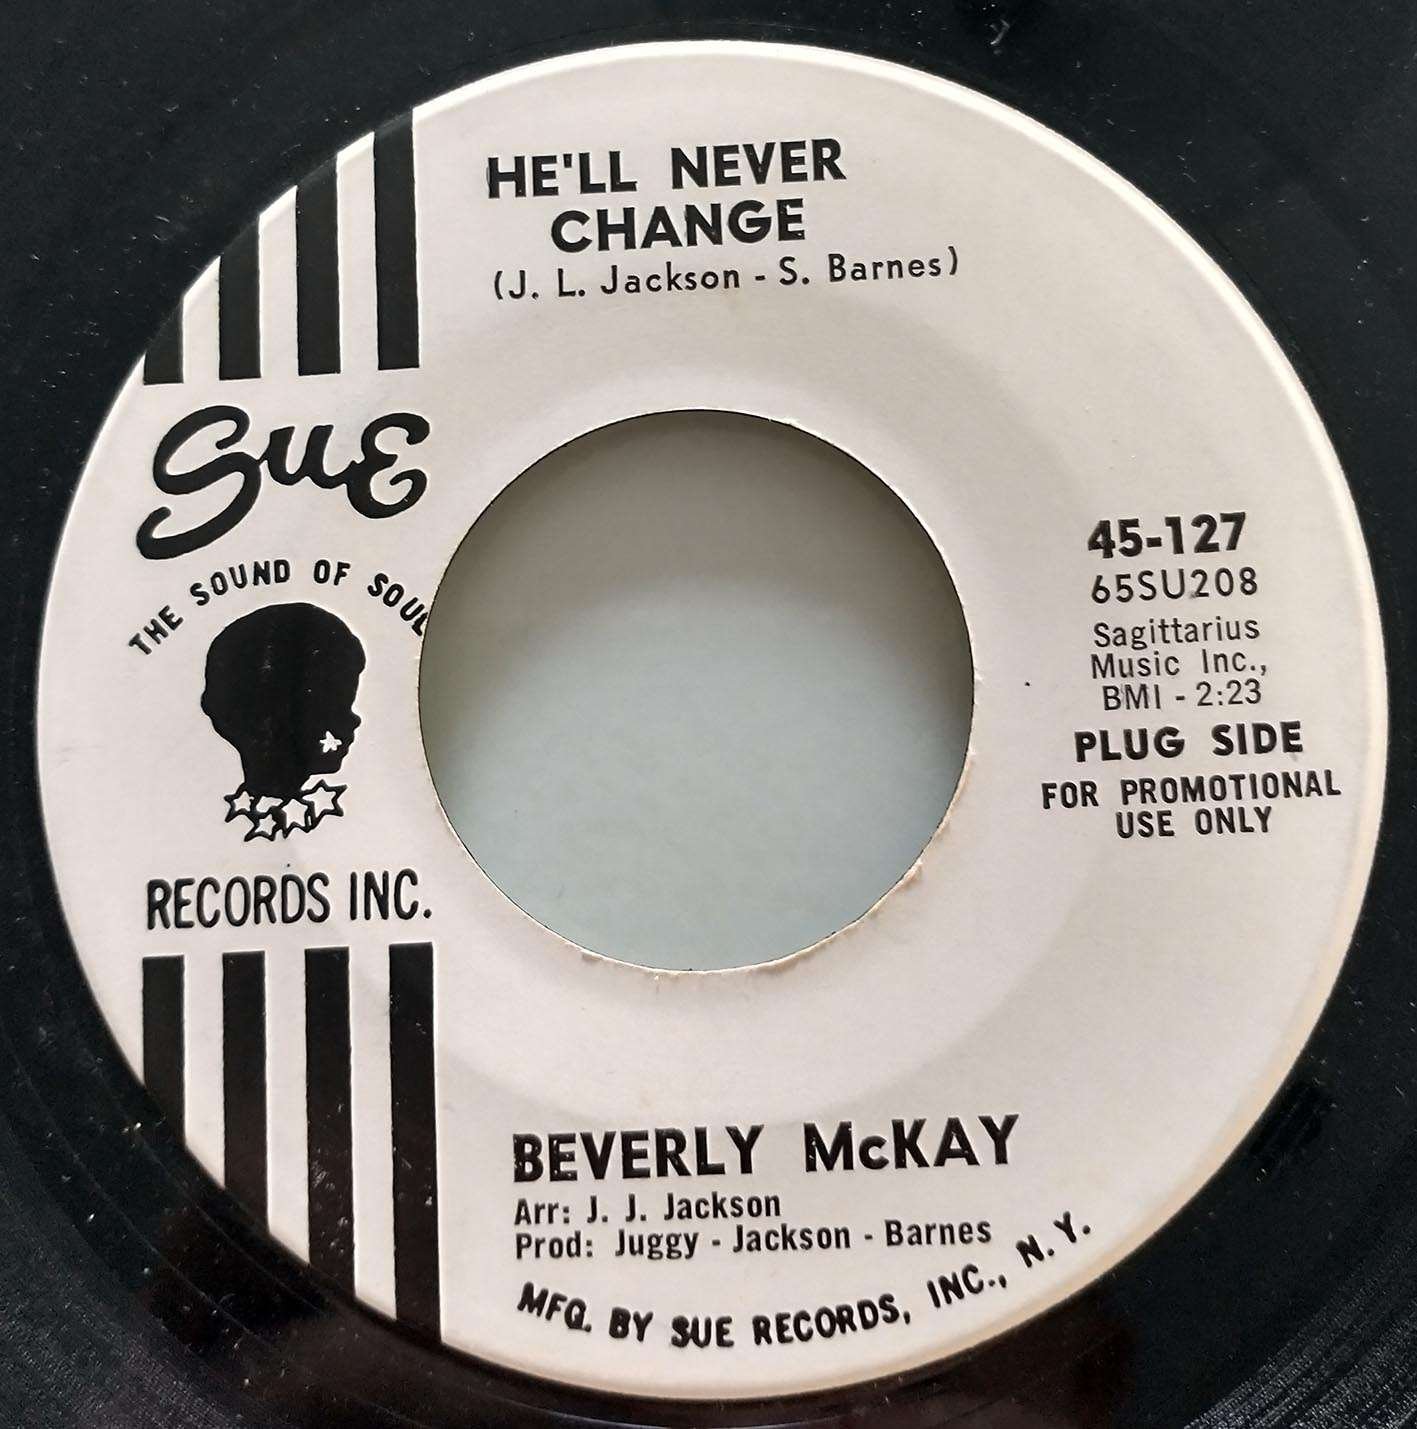 HE'LL NEVER
CHANGE
(J. L. Jackson - S. Barnes)
Sue
THE SOUND OF SOUL
RECORDS INC.
45-127
65SU208
Sagittarius
Music Inc.,
BMI - 2:23
PLUG SIDE
FOR PROMOTIONAL
USE ONLY
BEVERLY McKAY
Arr: J. J. Jackson
Prod: Juggy - Jackson - Barnes
MFG. BY SUE RECORDS, INC., N. Y.